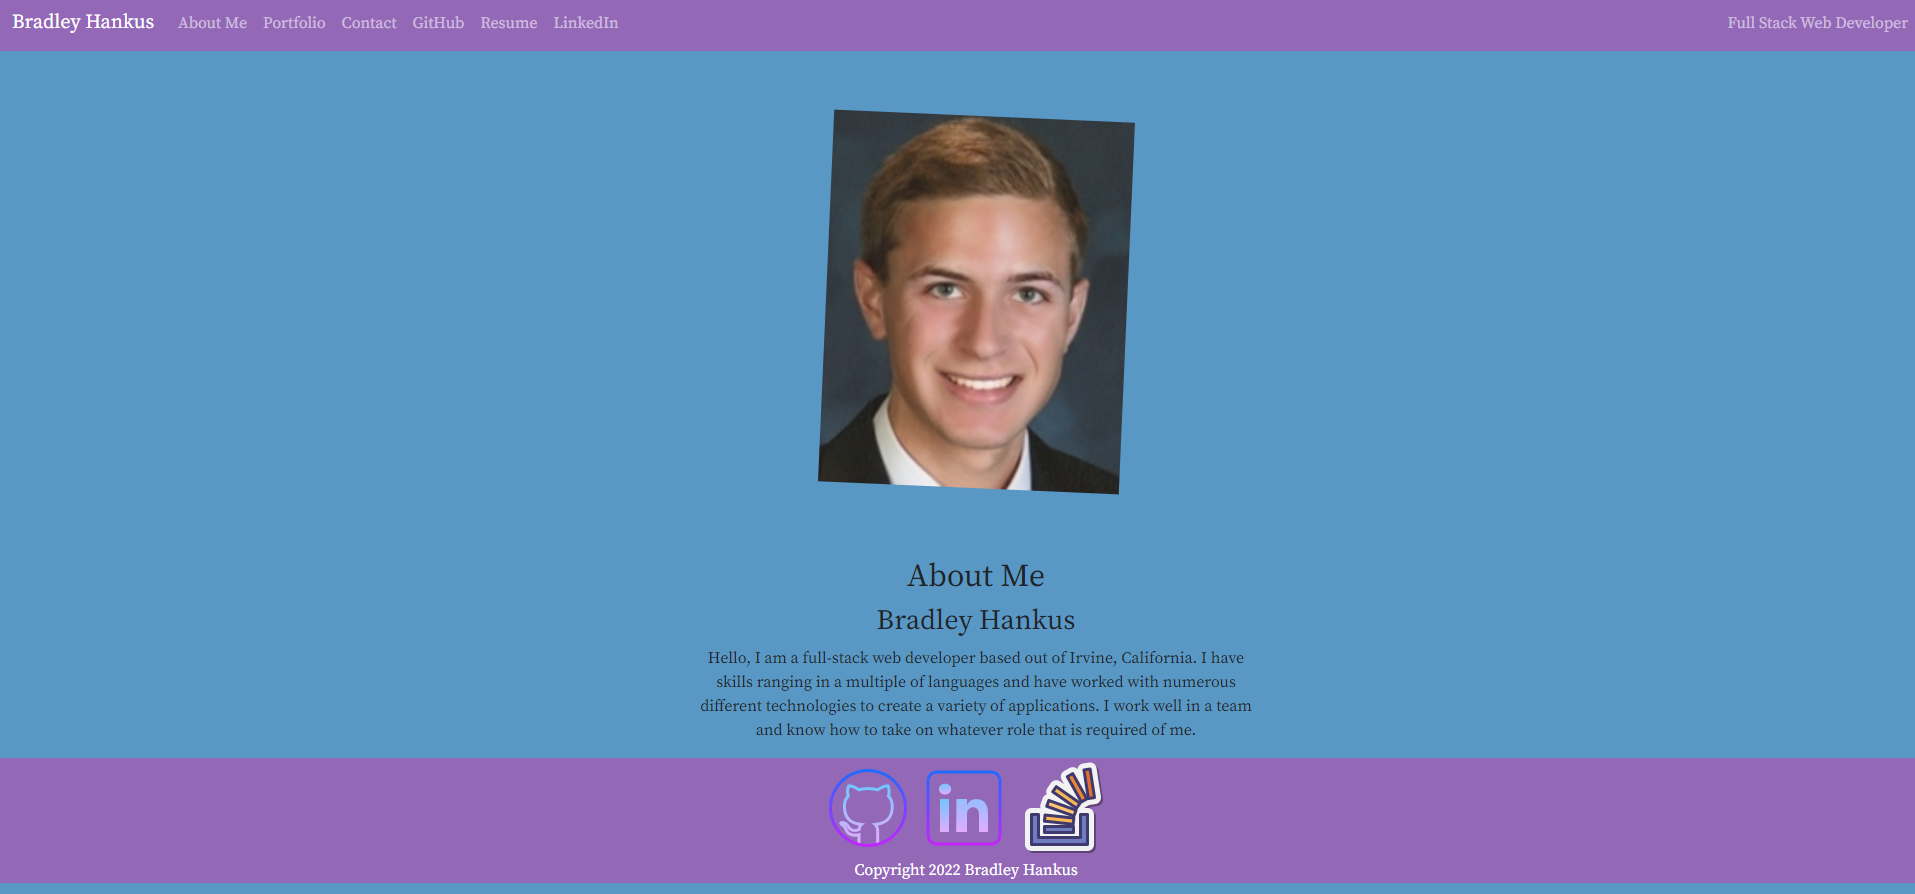 Bradley Hankus About Me Portfolio Contact GitHub Resume LinkedIn Full Stack Web Developer
About Me
Bradley Hankus
Hello, I am a full-stack web developer based out of Irvine, California. I have
skills ranging in a multiple of languages and have worked with numerous
different technologies to create a variety of applications. I work well in a team
and know how to take on whatever role that is required of me.
in
Copyright 2022 Bradley Hankus